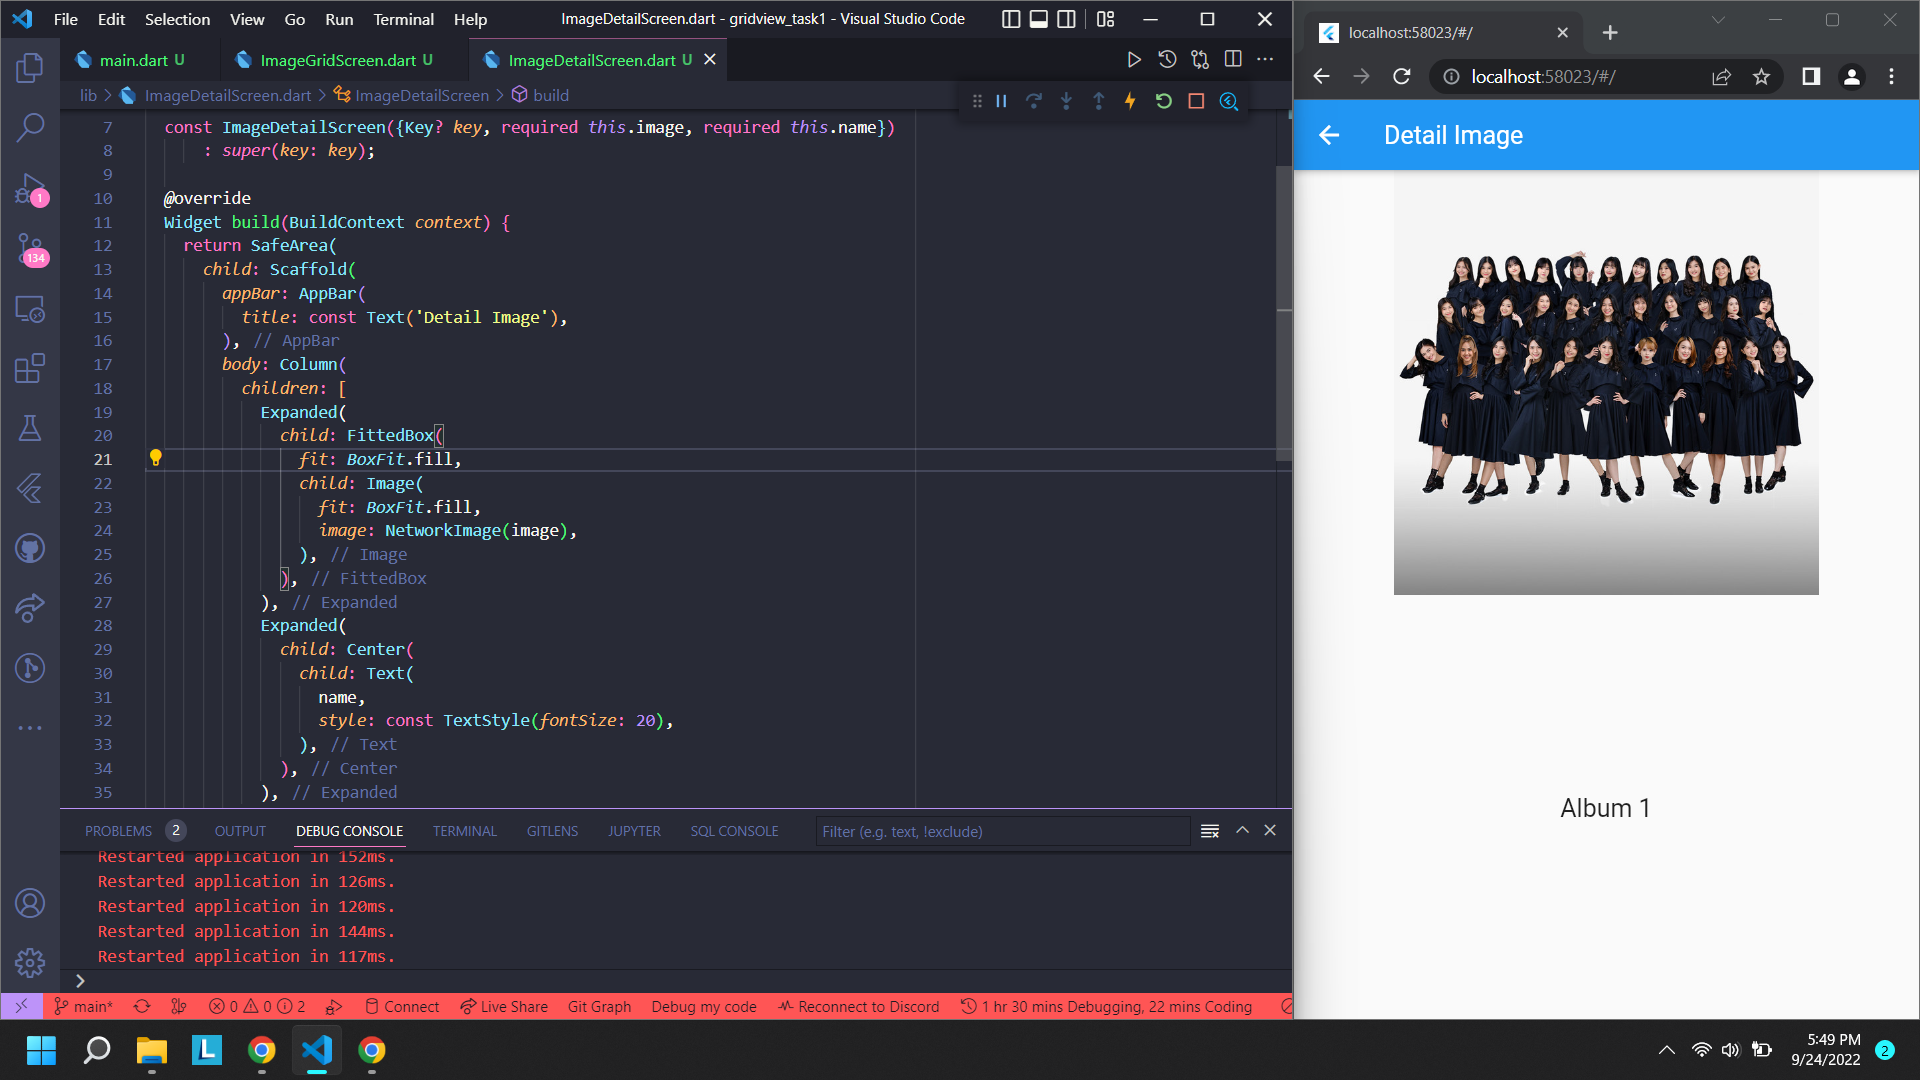 File Edit Selection View Go Run Terminal Help
ImageDetailScreen.dart - gridview_task1 - Visual Studio Code
main.dart U
ImageGridScreen.dart U
ImageDetailScreen.dart U
lib > ImageDetailScreen.dart > ImageDetailScreen > build
7 const ImageDetailScreen({Key? key, required this.image, required this.name})
8 : super(key: key);
9
10 @override
11 Widget build(BuildContext context) {
12 return SafeArea(
13 child: Scaffold(
14 appBar: AppBar(
15 title: const Text('Detail Image'),
16 ), // AppBar
17 body: Column(
18 children: [
19 Expanded(
20 child: FittedBox(
21 fit: BoxFit.fill,
22 child: Image(
23 fit: BoxFit.fill,
24 image: NetworkImage(image),
25 ), // Image
26 ), // FittedBox
27 ), // Expanded
28 Expanded(
29 child: Center(
30 child: Text(
31 name,
32 style: const TextStyle(fontSize: 20),
33 ), // Text
34 ), // Center
35 ), // Expanded
1
134
PROBLEMS 2 OUTPUT DEBUG CONSOLE TERMINAL GITLENS JUPYTER SQL CONSOLE
Filter (e.g. text, !exclude)
Restarted application in 152ms.
Restarted application in 126ms.
Restarted application in 120ms.
Restarted application in 144ms.
Restarted application in 117ms.
main* 0 0 2 Connect Live Share Git Graph Debug my code Reconnect to Discord 1 hr 30 mins Debugging, 22 mins Coding
localhost:58023/#/
localhost:58023/#/
Detail Image
Album 1
L
5:49 PM
9/24/2022
2